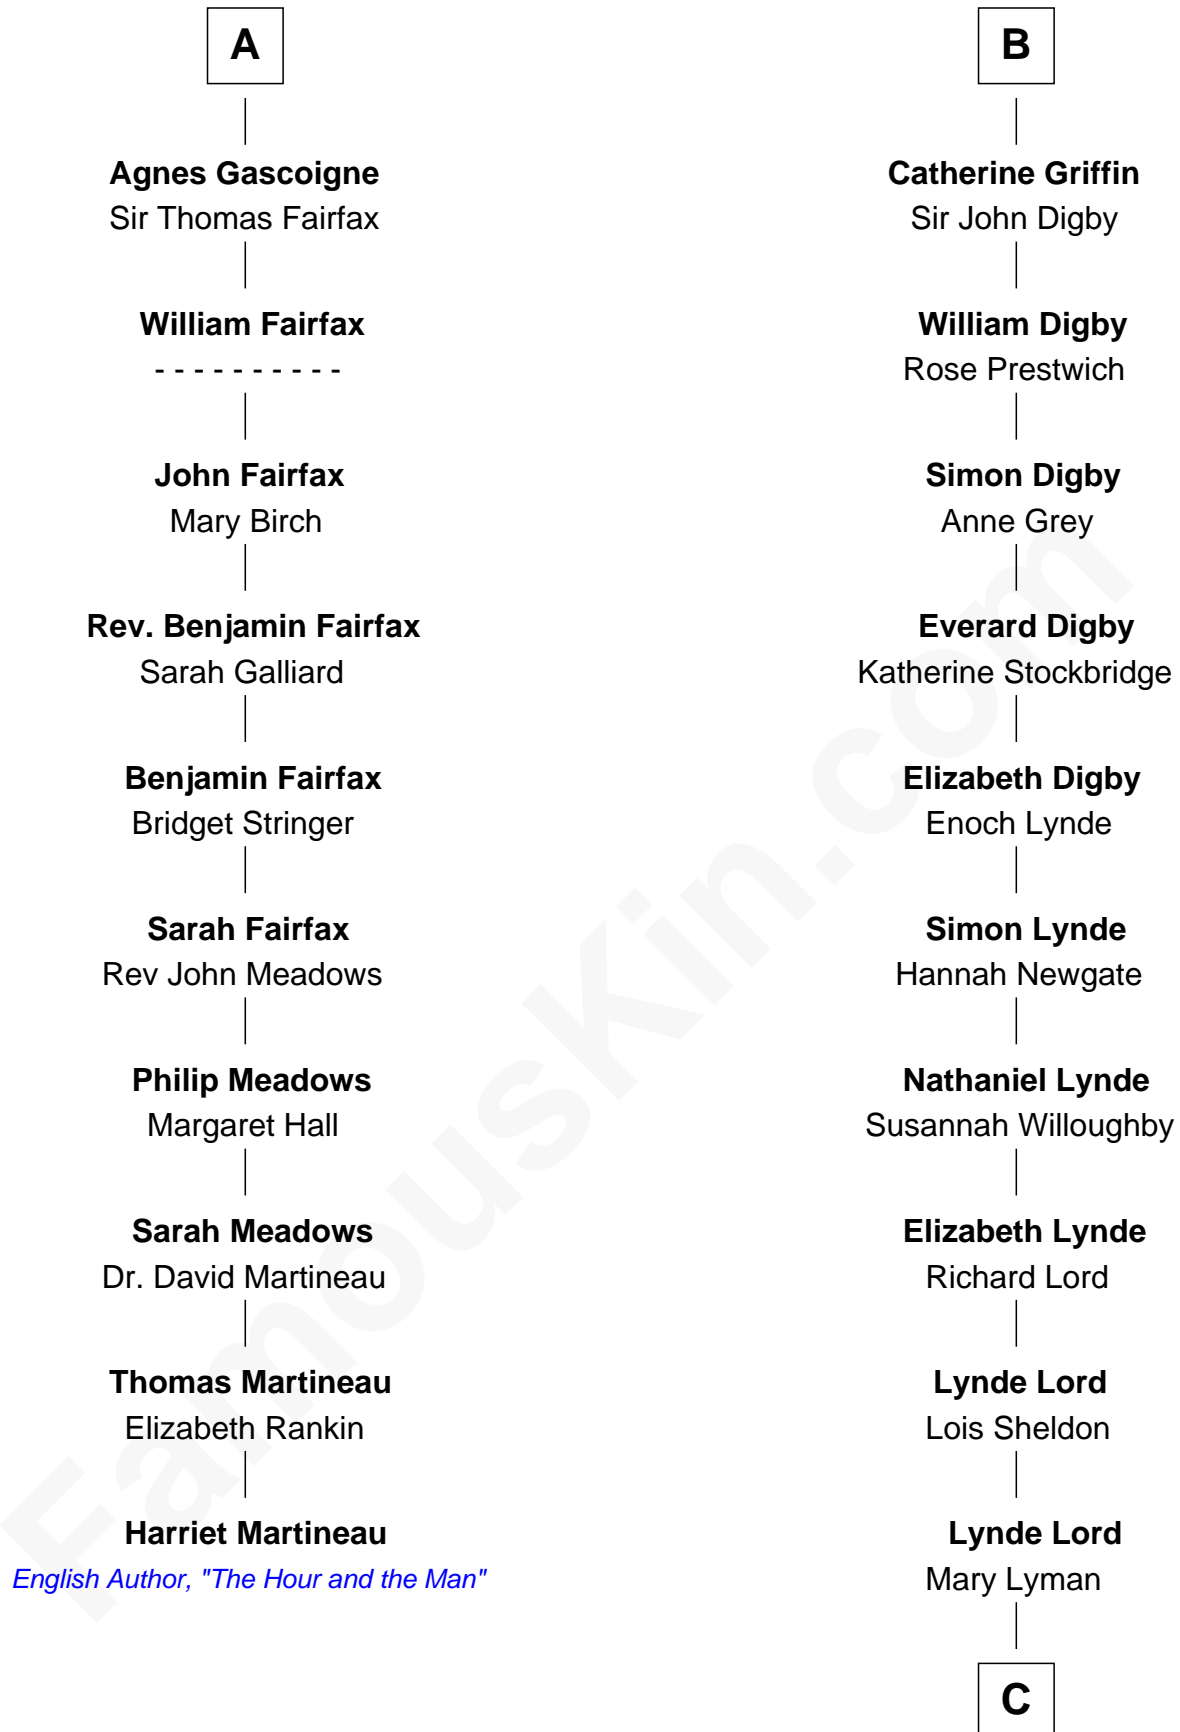 A
Agnes Gascoigne
Sir Thomas Fairfax
William Fairfax
- - - - - - - - - -
John Fairfax
Mary Birch
Rev. Benjamin Fairfax
Sarah Galliard
Benjamin Fairfax
Bridget Stringer
Sarah Fairfax
Rev John Meadows
Philip Meadows
Margaret Hall
Sarah Meadows
Dr. David Martineau
Thomas Martineau
Elizabeth Rankin
Harriet Martineau
English Author, "The Hour and the Man"
B
Catherine Griffin
Sir John Digby
William Digby
Rose Prestwich
Simon Digby
Anne Grey
Everard Digby
Katherine Stockbridge
Elizabeth Digby
Enoch Lynde
Simon Lynde
Hannah Newgate
Nathaniel Lynde
Susannah Willoughby
Elizabeth Lynde
Richard Lord
Lynde Lord
Lois Sheldon
Lynde Lord
Mary Lyman
C
FamousKin.com